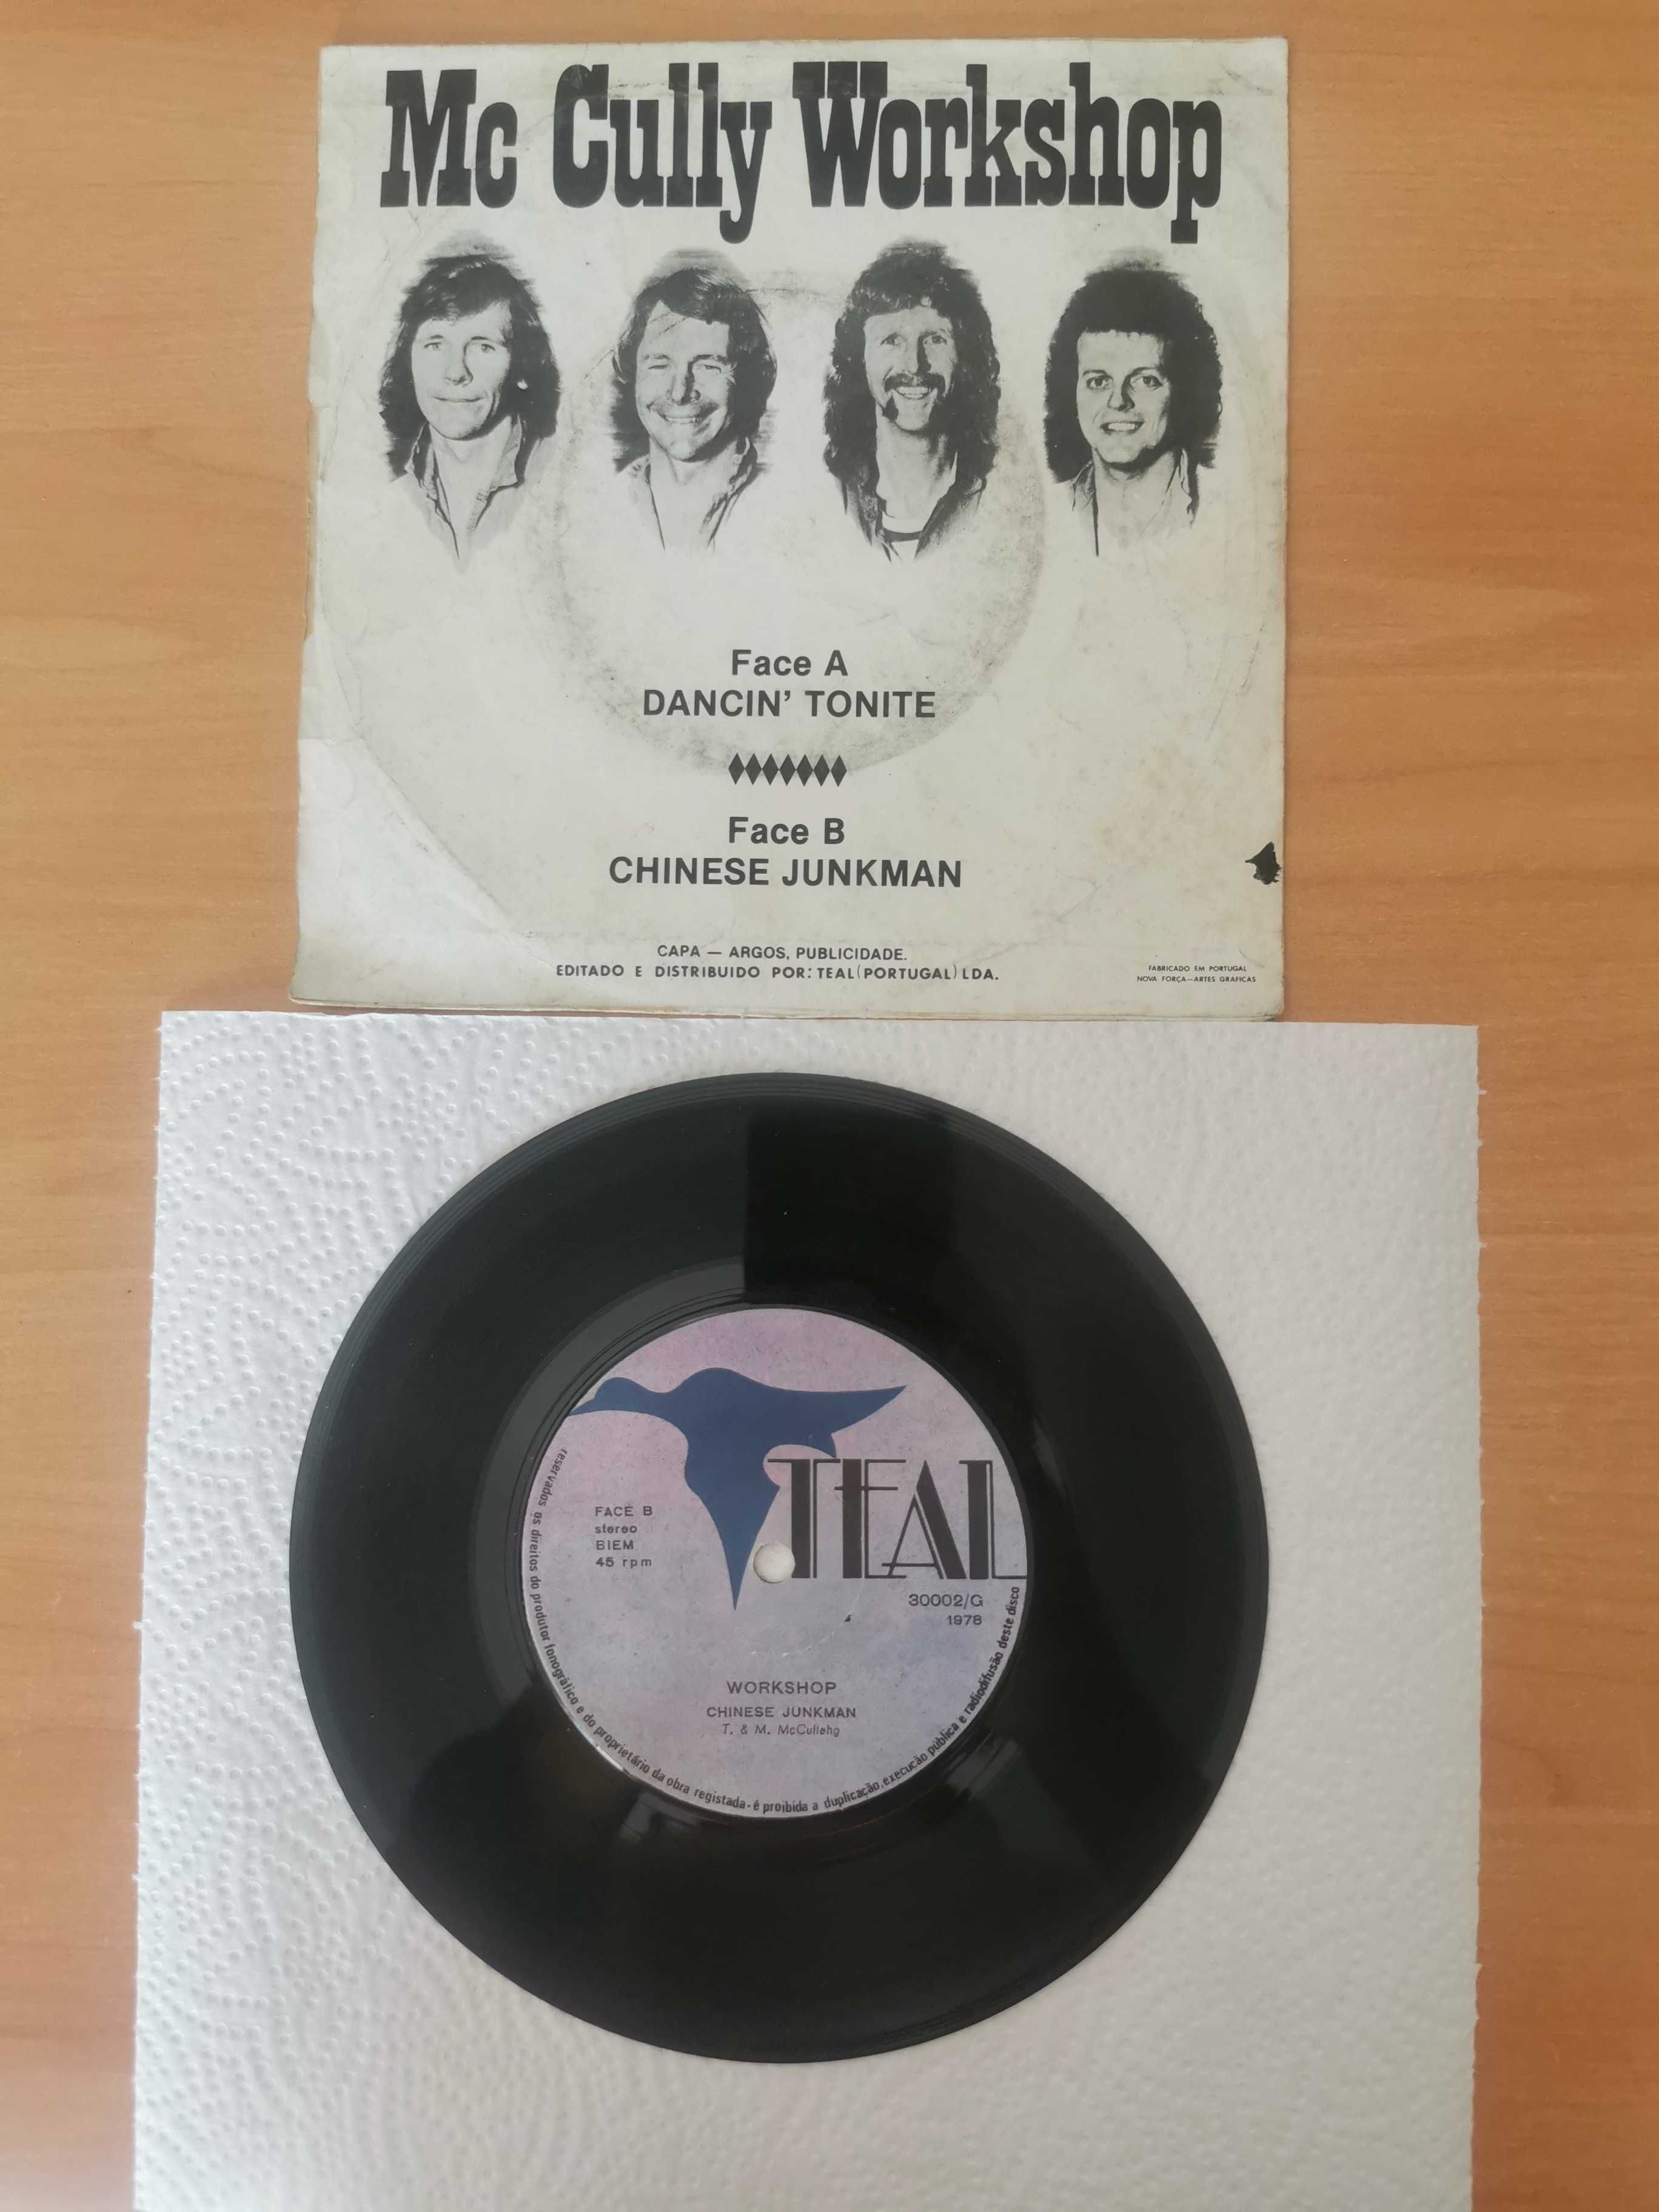 Mc Cully Workshop
Face A
DANCIN' TONITE
Face B
CHINESE JUNKMAN
CAPA — ARGOS, PUBLICIDADE.
EDITADO E DISTRIBUIDO POR: TEAL (PORTUGAL) LDA.
FABRICADO EM PORTUGAL
NOVA FORÇA—ARTES GRAFICAS
TEAL
FACE B
stereo
BIEM
45 rpm
30002/G
1978
WORKSHOP
CHINESE JUNKMAN
T. & M. McCullehg
reservados os direitos do produtor fonográfico e do proprietário da obra registada-é proibida a duplicação, execucão pública e radiodifusão deste disco